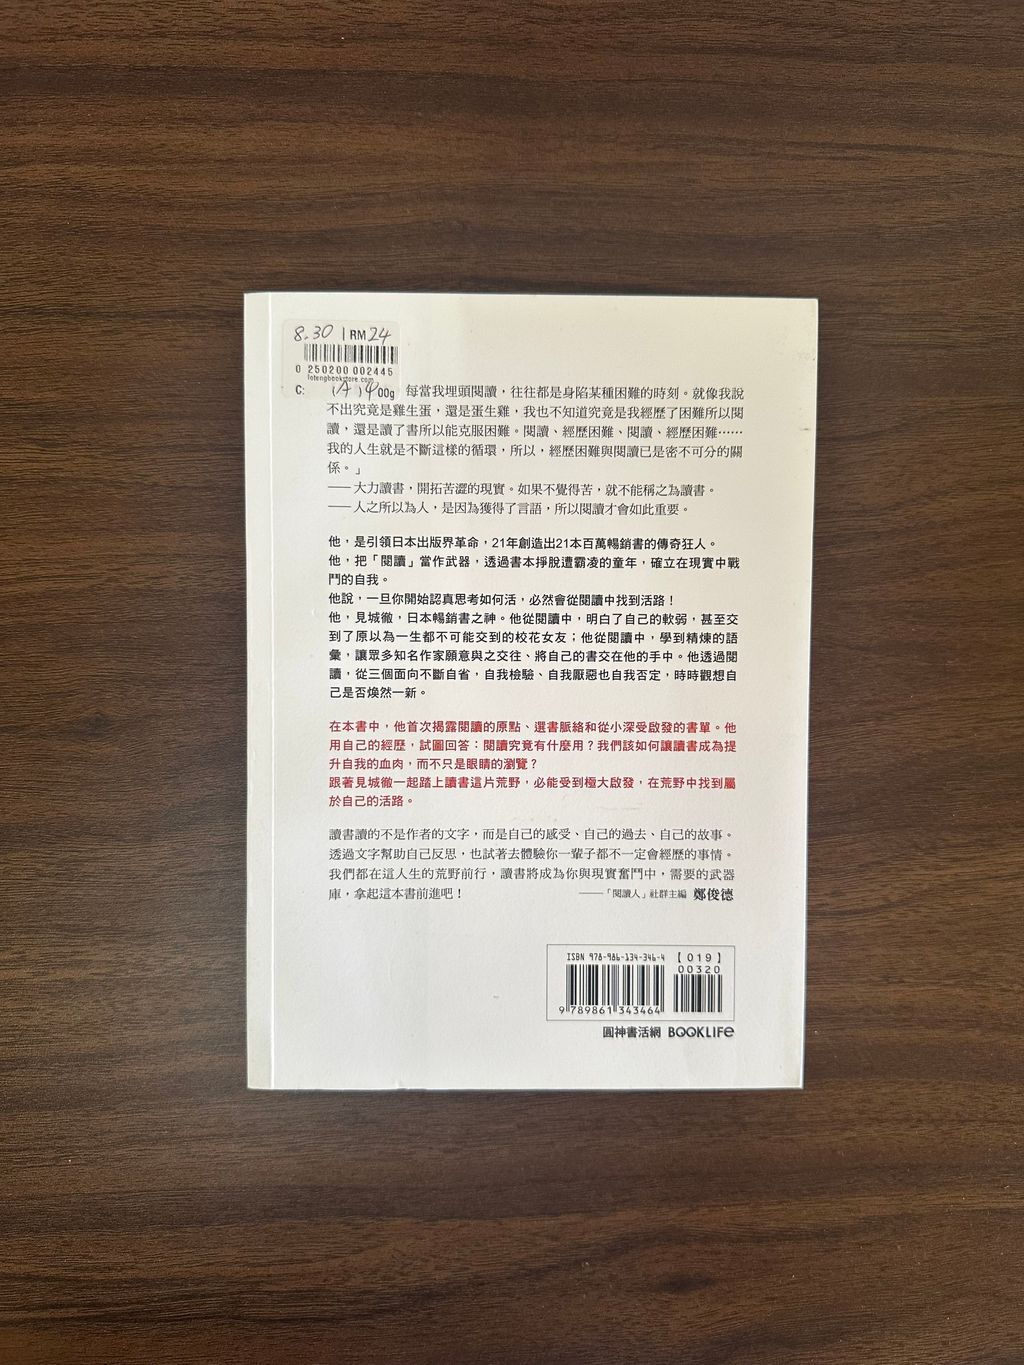 8.30 | RM 24
0 250200 002445
lotengbookstore.com
C: (A) 00g
每當我埋頭閱讀，往往都是身陷某種困難的時刻。就像我說
不出究竟是雞生蛋，還是蛋生雞，我也不知道究竟是我經歷了困難所以閱
讀，還是讀了書所以能克服困難。閱讀、經歷困難、閱讀、經歷困難……
我的人生就是不斷這樣的循環，所以，經歷困難與閱讀已是密不可分的關
係。」
——大力讀書，開拓苦澀的現實。如果不覺得苦，就不能稱之為讀書。
——人之所以為人，是因為獲得了言語，所以閱讀才會如此重要。
他，是引領日本出版界革命，21年創造出21本百萬暢銷書的傳奇狂人。
他，把「閱讀」當作武器，透過書本掙脫遭霸凌的童年，確立在現實中戰
鬥的自我。
他說，一旦你開始認真思考如何活，必然會從閱讀中找到活路！
他，見城徹，日本暢銷書之神。他從閱讀中，明白了自己的軟弱，甚至交
到了原以為一生都不可能交到的校花女友；他從閱讀中，學到精煉的語
彙，讓眾多知名作家願意與之交往、將自己的書交在他的手中。他透過閱
讀，從三個面向不斷自省，自我檢驗、自我厭惡也自我否定，時時觀想自
己是否煥然一新。
在本書中，他首次揭露閱讀的原點、選書脈絡和從小深受啟發的書單。他
用自己的經歷，試圖回答：閱讀究竟有什麼用？我們該如何讓讀書成為提
升自我的血肉，而不只是眼睛的瀏覽？
跟著見城徹一起踏上讀書這片荒野，必能受到極大啟發，在荒野中找到屬
於自己的活路。
讀書讀的不是作者的文字，而是自己的感受、自己的過去、自己的故事。
透過文字幫助自己反思，也試著去體驗你一輩子都不一定會經歷的事情。
我們都在這人生的荒野前行，讀書將成為你與現實奮鬥中，需要的武器
庫，拿起這本書前進吧！ ——「閱讀人」社群主編 鄭俊德
ISBN 978-986-134-346-4 【019】
00320
9 789861 343464
圓神書活網 BOOKLIFE